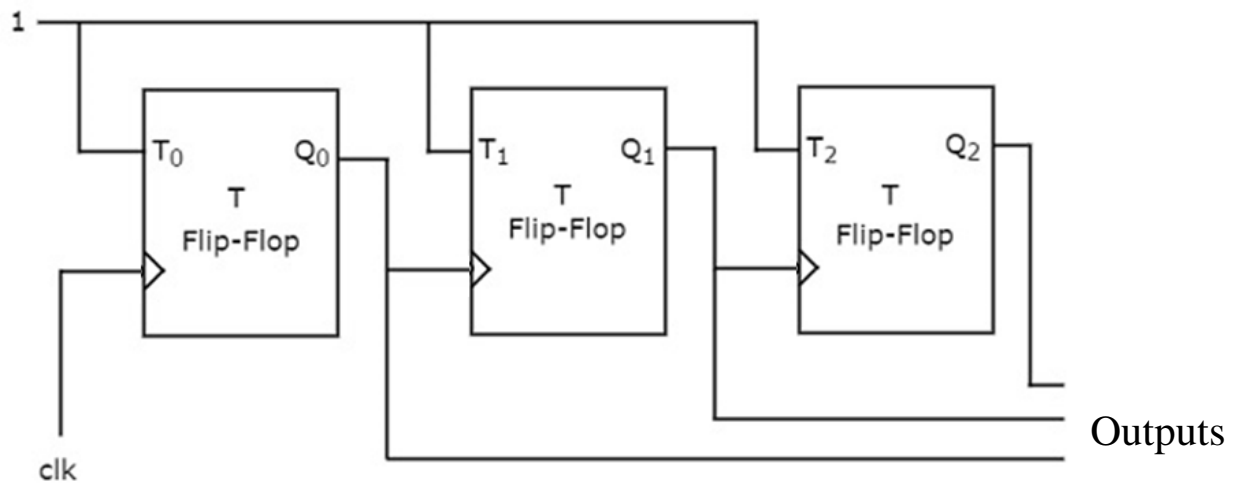 1
T₀ Q₀
T
Flip-Flop
T₁ Q₁
T
Flip-Flop
T₂ Q₂
T
Flip-Flop
clk
Outputs